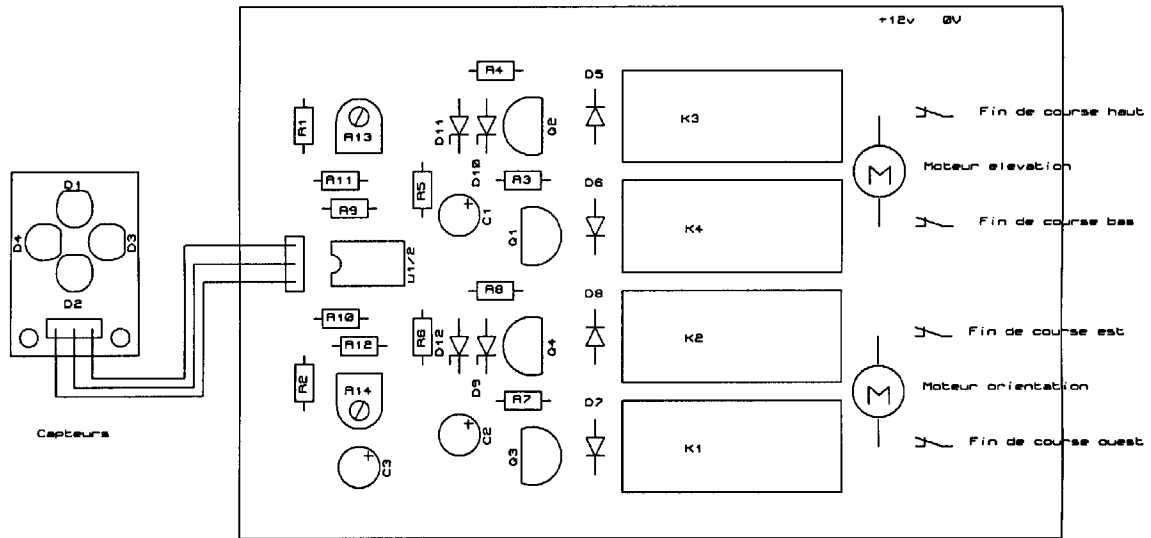 +12v 0V
R4
D5
R1
R13
D11
D10
Q2
K3
Fin de course haut
Moteur elevation
M
R11
R5
R3
D6
R9
C1
Q1
K4
Fin de course bas
D1
D4
D3
D2
U1/2
R8
D8
R10
R6
D12
D9
Q4
K2
Fin de course est
R12
Moteur orientation
M
R2
R14
R7
D7
Capteurs
C2
Q3
K1
Fin de course ouest
C3